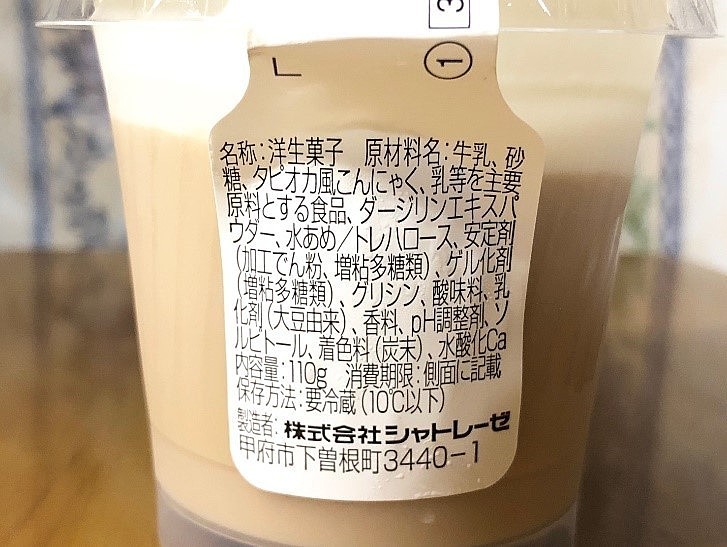 3
L ①
名称：洋生菓子　原材料名：牛乳、砂
糖、タピオカ風こんにゃく、乳等を主要
原料とする食品、ダージリンエキスパ
ウダー、水あめ／トレハロース、安定剤
(加工でん粉、増粘多糖類)、ゲル化剤
(増粘多糖類)、グリシン、酸味料、乳
化剤(大豆由来)、香料、pH調整剤、ソ
ルビトール、着色料(炭末)、水酸化Ca
内容量：110g　消費期限：側面に記載
保存方法：要冷蔵(10℃以下)
製造者：株式会社シャトレーゼ
甲府市下曽根町3440−1